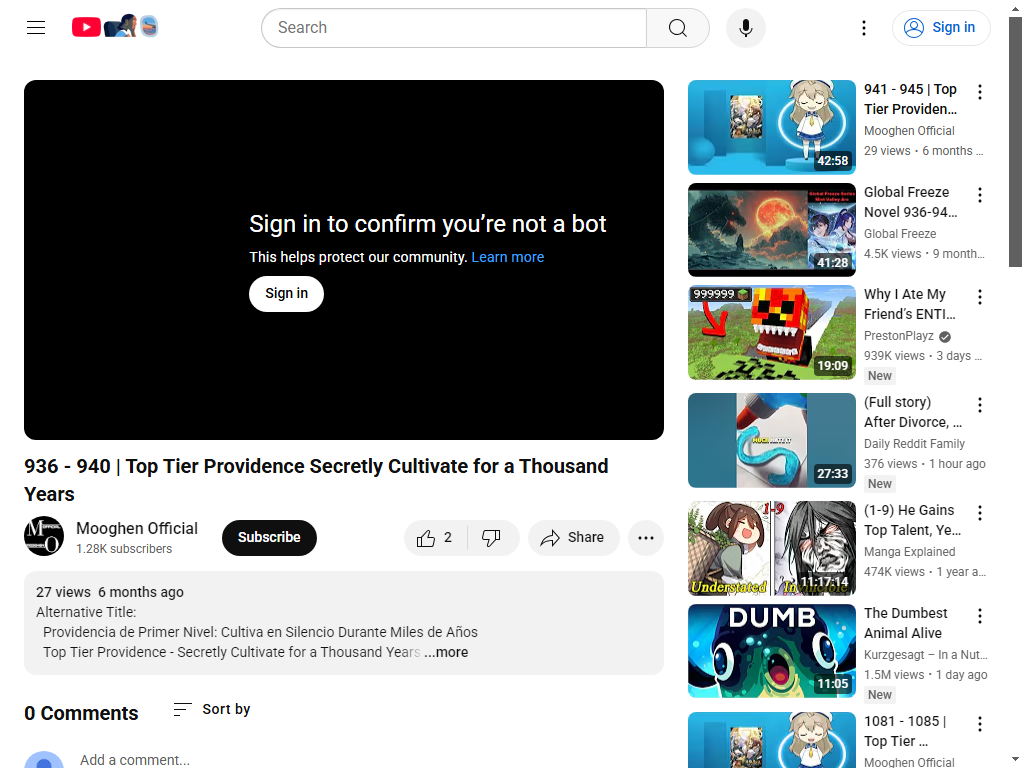 Search
Sign in
Sign in to confirm you’re not a bot
This helps protect our community. Learn more
Sign in
936 - 940 | Top Tier Providence Secretly Cultivate for a Thousand
Years
Mooghen Official
1.28K subscribers
Subscribe
2
Share
27 views 6 months ago
Alternative Title:
Providencia de Primer Nivel: Cultiva en Silencio Durante Miles de Años
Top Tier Providence - Secretly Cultivate for a Thousand Years ...more
0 Comments
Sort by
Add a comment...
42:58
941 - 945 | Top
Tier Providen...
Mooghen Official
29 views • 6 months ...
41:28
Global Freeze
Novel 936-94...
Global Freeze
4.5K views • 9 month...
999999
19:09
Why I Ate My
Friend's ENTI...
PrestonPlayz
939K views • 3 days ...
New
27:33
(Full story)
After Divorce, ...
Daily Reddit Family
376 views • 1 hour ago
New
1-9
Understated
Invincible
11:17:14
(1-9) He Gains
Top Talent, Ye...
Manga Explained
474K views • 1 year a...
DUMB
11:05
The Dumbest
Animal Alive
Kurzgesagt – In a Nut...
1.5M views • 1 day ago
New
1081 - 1085 |
Top Tier ...
Mooghen Official